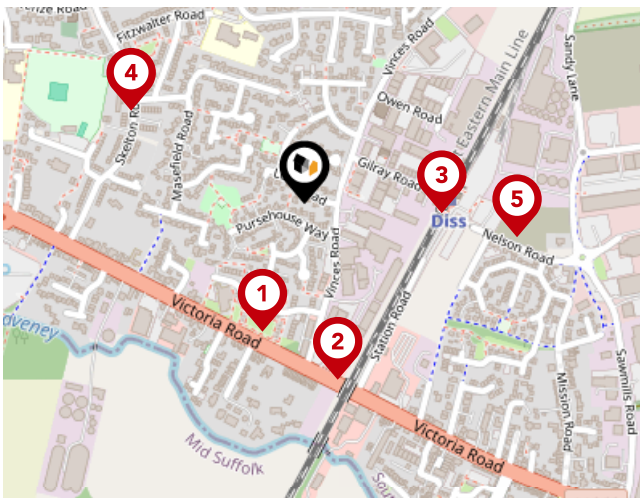 Fitzwalter Road
Vinces Road
Eastern Main Line
Sandy Lane
4
Owen Road
Skelton Ro
Masefield Road
Gilray Road
3
5
Diss
Pursehouse Way
Nelson Road
Vinces Road
1
Victoria Road
2
Station Road
Mission Road
Sawmills Road
Mid Suffolk
Victoria Road